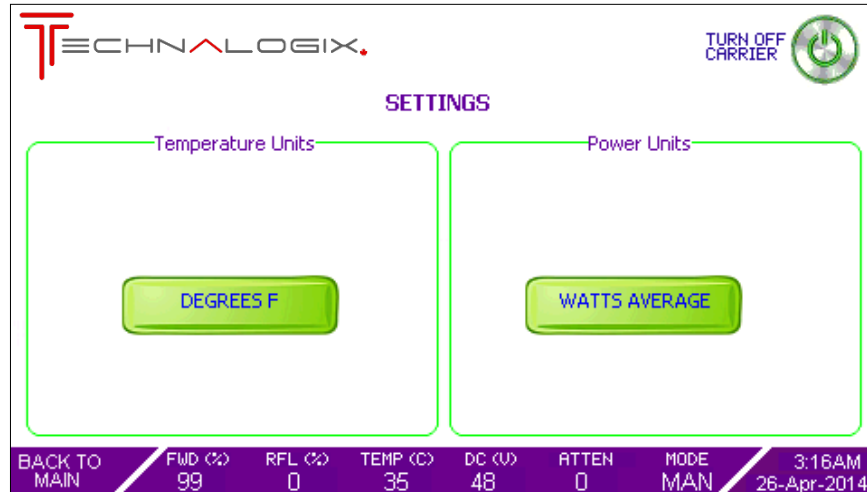 TECHNALOGIX.
TURN OFF
CARRIER
SETTINGS
Temperature Units
Power Units
DEGREES F
WATTS AVERAGE
BACK TO
MAIN
FWD (%) RFL (%) TEMP (C) DC (V) ATTEN MODE 3:16AM
99 0 35 48 0 MAN 26-Apr-2014